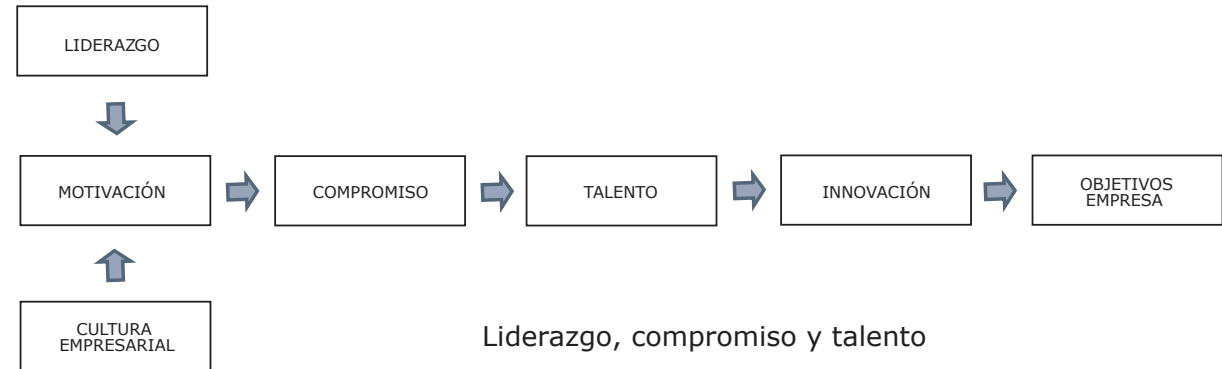 LIDERAZGO
MOTIVACIÓN
COMPROMISO
TALENTO
INNOVACIÓN
OBJETIVOS
EMPRESA
CULTURA
EMPRESARIAL
Liderazgo, compromiso y talento